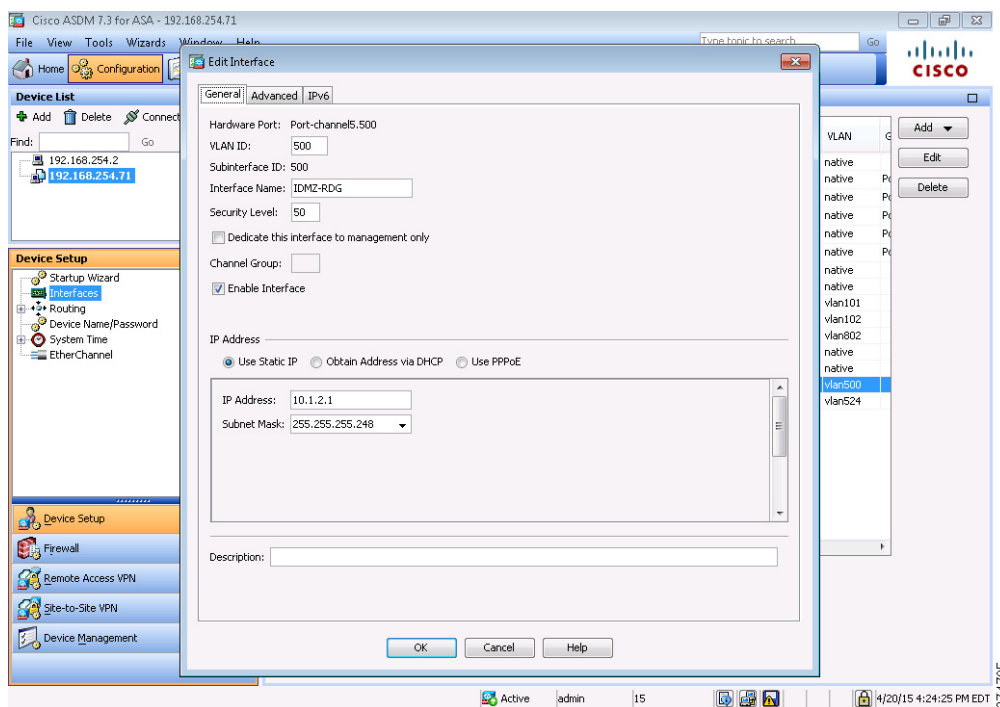 Cisco ASDM 7.3 for ASA - 192.168.254.71
File View Tools Wizards Window Help
Type topic to search
Go
Home
Configuration
CISCO
Device List
Add
Delete
Connect
Find:
Go
192.168.254.2
192.168.254.71
Device Setup
Startup Wizard
Interfaces
Routing
Device Name/Password
System Time
EtherChannel
Device Setup
Firewall
Remote Access VPN
Site-to-Site VPN
Device Management
Edit Interface
General
Advanced
IPv6
Hardware Port: Port-channel5.500
VLAN ID: 500
Subinterface ID: 500
Interface Name: IDMZ-RDG
Security Level: 50
Dedicate this interface to management only
Channel Group:
Enable Interface
IP Address
Use Static IP
Obtain Address via DHCP
Use PPPoE
IP Address: 10.1.2.1
Subnet Mask: 255.255.255.248
Description:
OK
Cancel
Help
VLAN
native
native
native
native
native
native
native
native
vlan101
vlan102
vlan802
native
native
vlan500
vlan524
Add
Edit
Delete
Active
admin
15
4/20/15 4:24:25 PM EDT